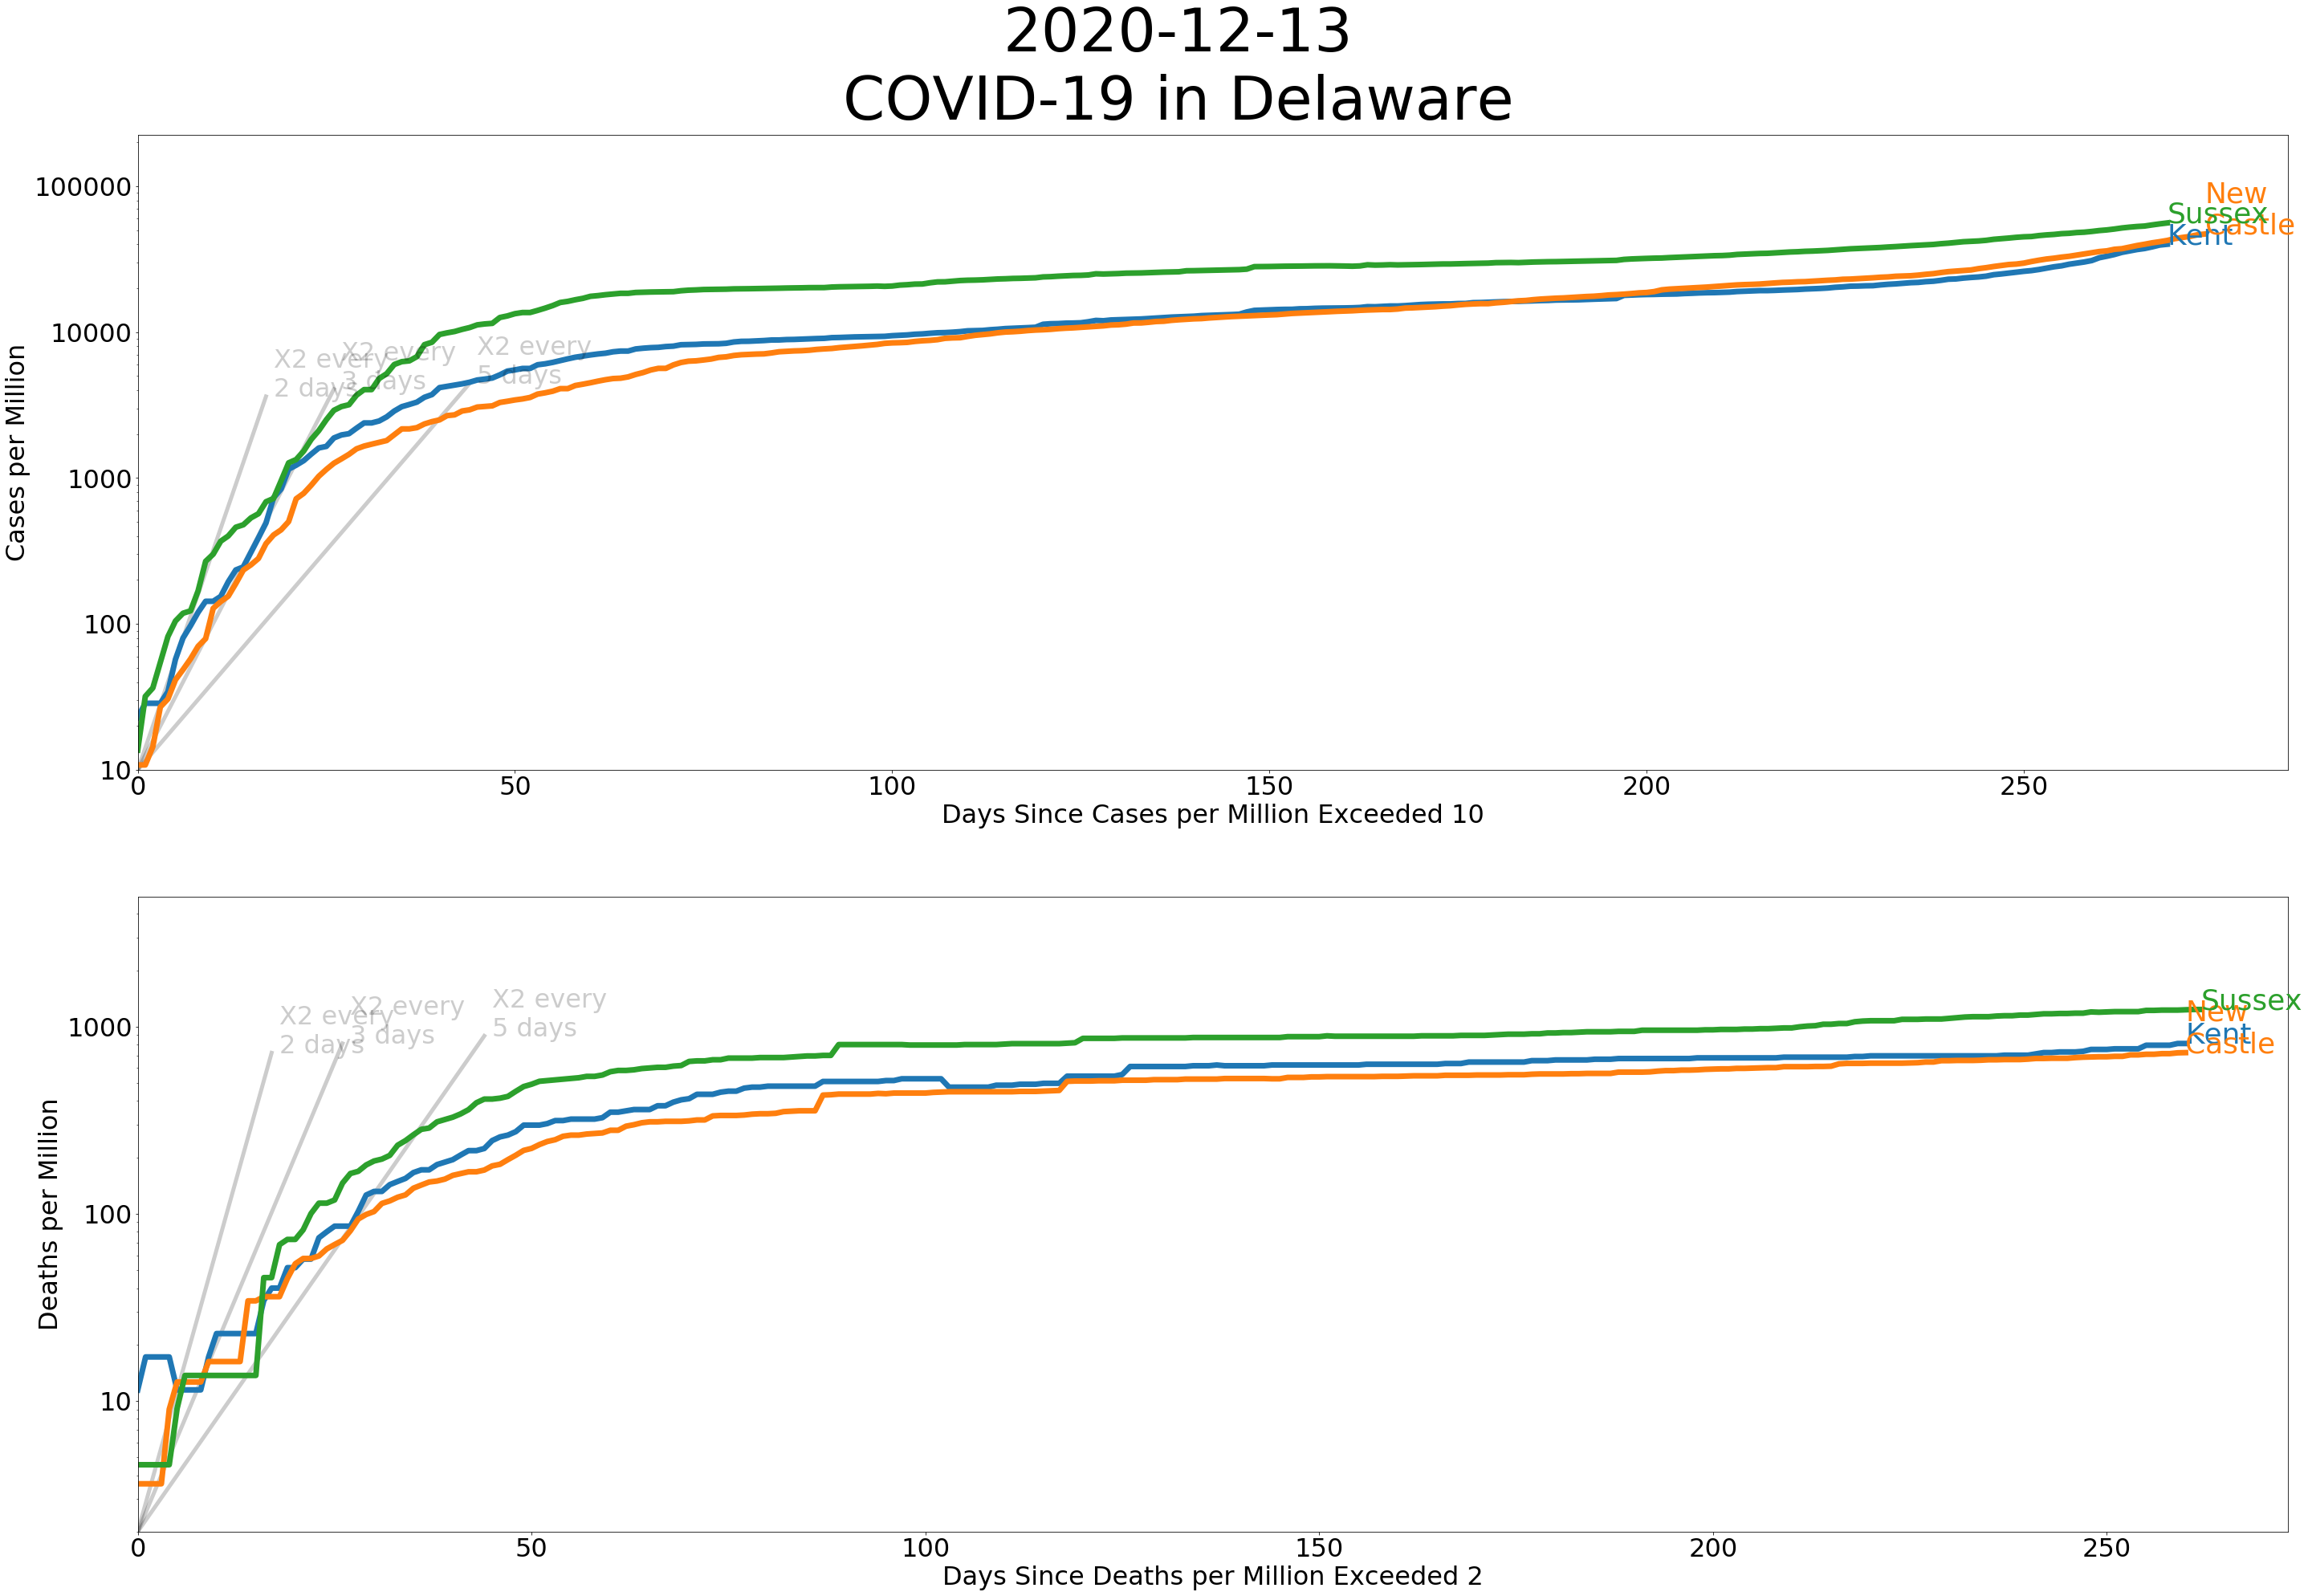 2020-12-13
COVID-19 in Delaware
100000
10000
1000
100
10
Cases per Million
X2 every
2 days
X2 every
3 days
X2 every
5 days
New
Castle
Sussex
Kent
0
50
100
150
200
250
Days Since Cases per Million Exceeded 10
1000
100
10
Deaths per Million
X2 every
2 days
X2 every
3 days
X2 every
5 days
Sussex
New
Castle
Kent
0
50
100
150
200
250
Days Since Deaths per Million Exceeded 2